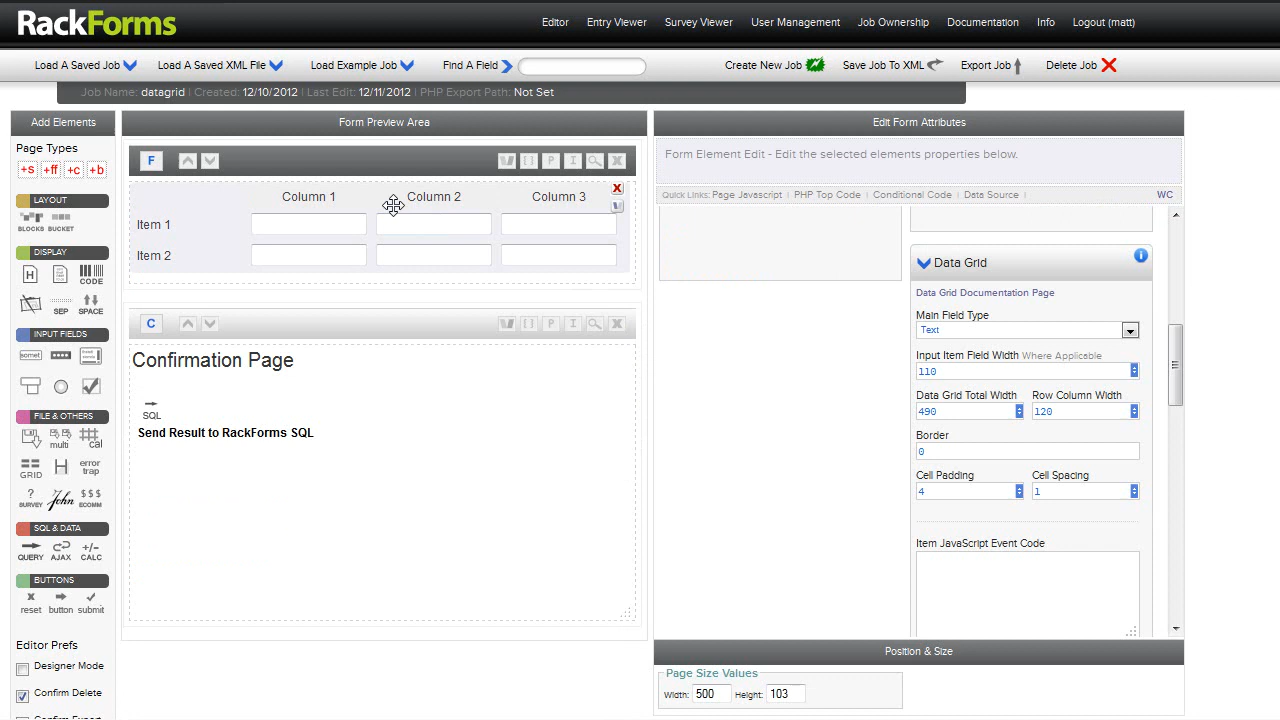 RackForms
Editor Entry Viewer Survey Viewer User Management Job Ownership Documentation Info Logout (matt)
Load A Saved Job Load A Saved XML File Load Example Job Find A Field Create New Job Save Job To XML Export Job Delete Job
Job Name: datagrid | Created: 12/10/2012 | Last Edit: 12/11/2012 | PHP Export Path: Not Set
Add Elements
Page Types
+s +ff +c +b
LAYOUT
BLOCKS BUCKET
DISPLAY
H CODE
SEP SPACE
INPUT FIELDS
somet
FILE & OTHERS
multi cal
GRID H error trap
? $$$
SURVEY John ECOMM
SQL & DATA
+/-
QUERY AJAX CALC
BUTTONS
reset button submit
Editor Prefs
Designer Mode
Confirm Delete
Confirm Export
Form Preview Area
F [ ] P I X
Column 1 Column 2 Column 3 X
Item 1
Item 2
C [ ] P I X
Confirmation Page
SQL
Send Result to RackForms SQL
Edit Form Attributes
Form Element Edit - Edit the selected elements properties below.
Quick Links: Page Javascript | PHP Top Code | Conditional Code | Data Source | WC
Data Grid i
Data Grid Documentation Page
Main Field Type
Text
Input Item Field Width Where Applicable
110
Data Grid Total Width Row Column Width
490 120
Border
0
Cell Padding Cell Spacing
4 1
Item JavaScript Event Code
Position & Size
Page Size Values
Width: 500 Height: 103